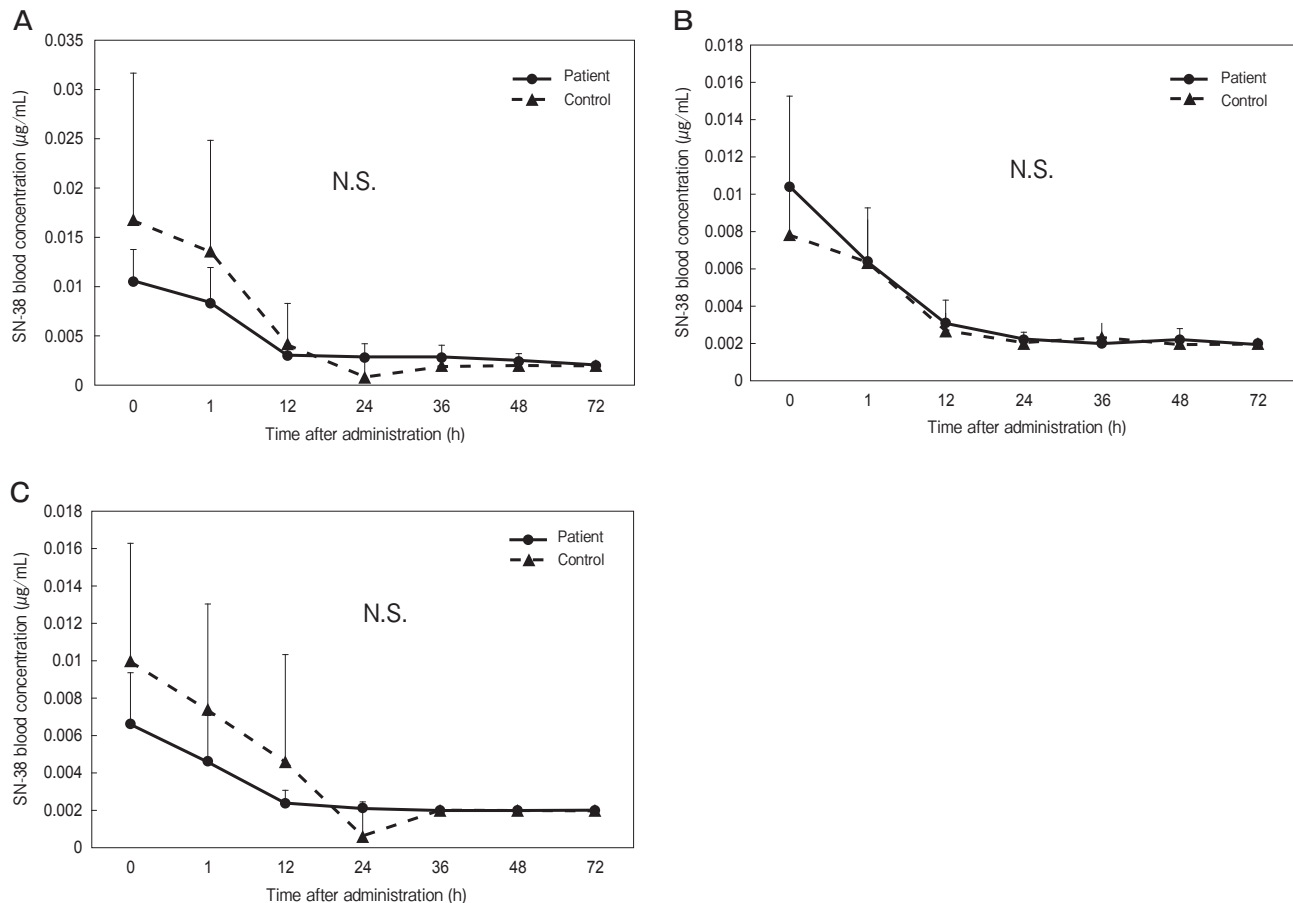 A
0.035
0.03
0.025
0.02
0.015
0.01
0.005
0
SN-38 blood concentration (μg/mL)
Patient
Control
N.S.
0 1 12 24 36 48 72
Time after administration (h)
B
0.018
0.016
0.014
0.012
0.010
0.008
0.006
0.004
0.002
0
SN-38 blood concentration (μg/mL)
Patient
Control
N.S.
0 1 12 24 36 48 72
Time after administration (h)
C
0.018
0.016
0.014
0.012
0.01
0.008
0.006
0.004
0.002
0
SN-38 blood concentration (μg/mL)
Patient
Control
N.S.
0 1 12 24 36 48 72
Time after administration (h)